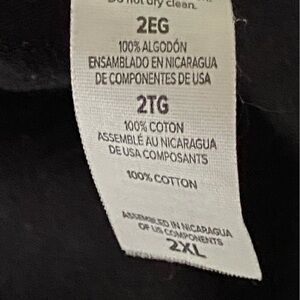 Do not dry clean.
2EG
100% ALGODÓN
ENSAMBLADO EN NICARAGUA
DE COMPONENTES DE USA
2TG
100% COTON
ASSEMBLÉ AU NICARAGUA
DE USA COMPOSANTS
100% COTTON
ASSEMBLED IN NICARAGUA
OF US COMPONENTS
2XL